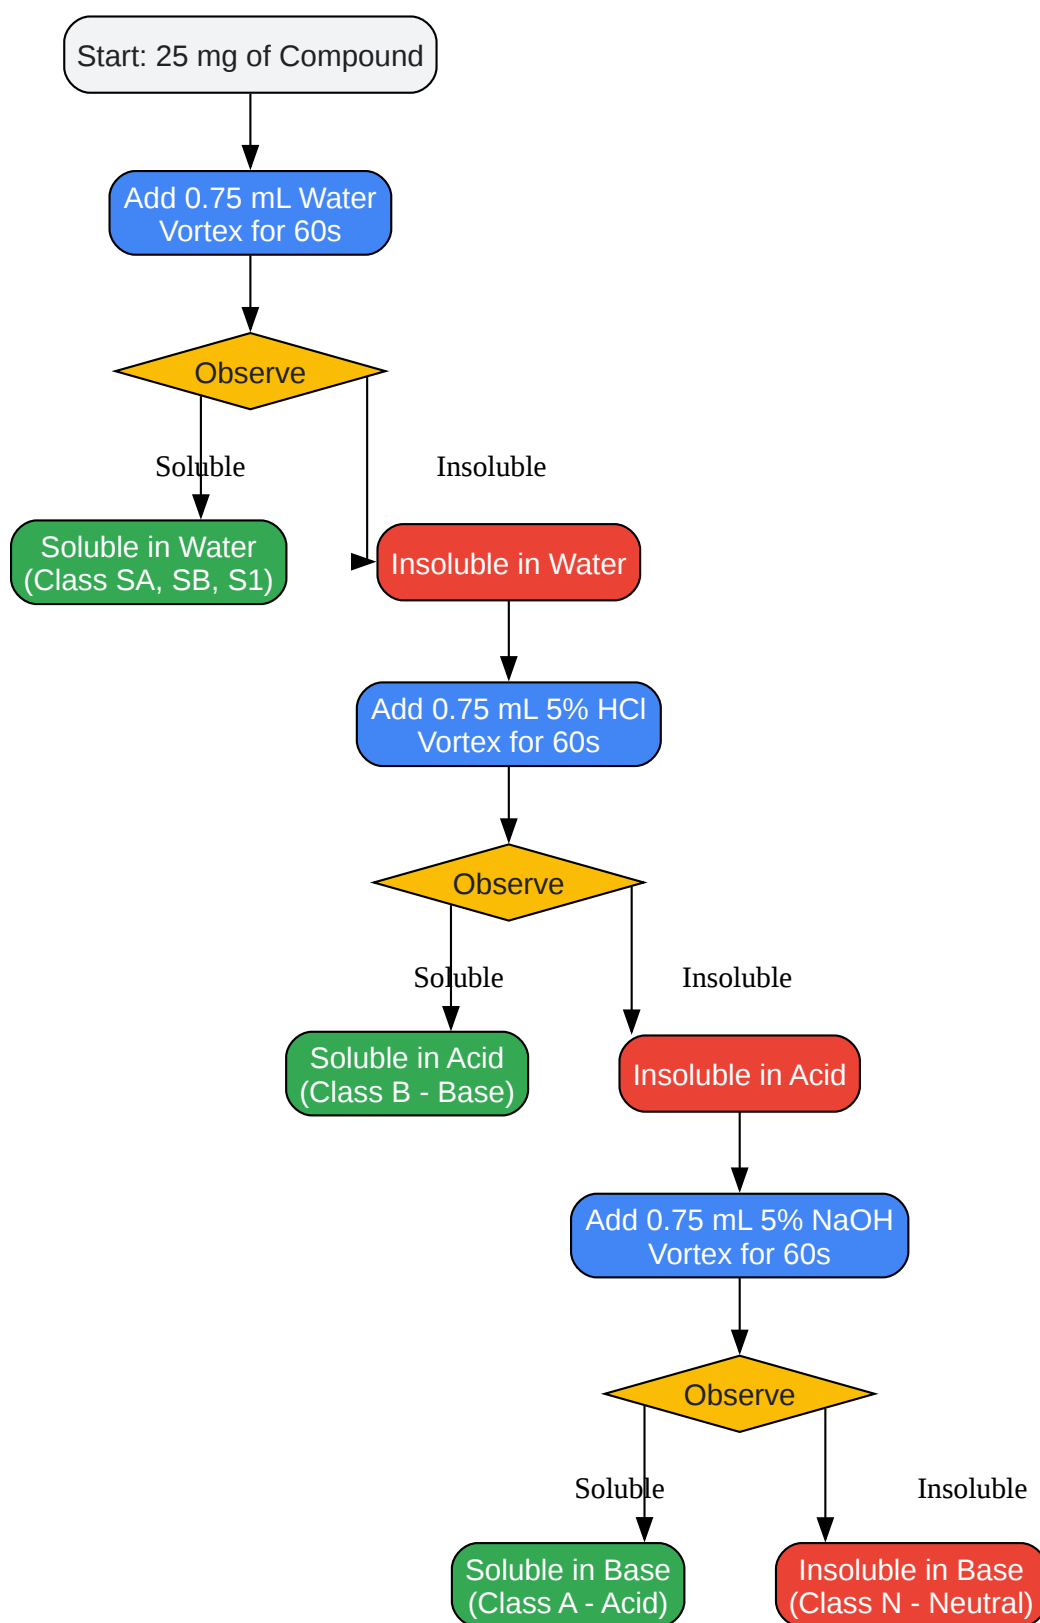 Start: 25 mg of Compound
Add 0.75 mL Water
Vortex for 60s
Observe
Soluble
Insoluble
Soluble in Water
(Class SA, SB, S1)
Insoluble in Water
Add 0.75 mL 5% HCl
Vortex for 60s
Observe
Soluble
Insoluble
Soluble in Acid
(Class B - Base)
Insoluble in Acid
Add 0.75 mL 5% NaOH
Vortex for 60s
Observe
Soluble
Insoluble
Soluble in Base
(Class A - Acid)
Insoluble in Base
(Class N - Neutral)